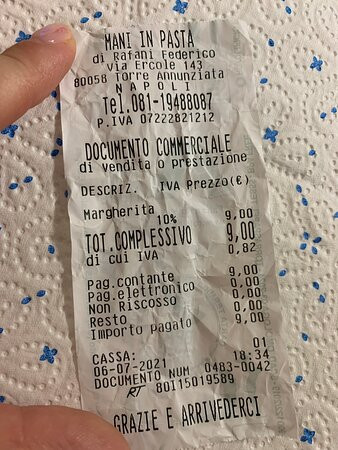 MANI IN PASTA
di Rafani Federico
via Ercole 143
80058 Torre Annunziata
NAPOLI
Tel.081-19488087
P.IVA 07222821212
DOCUMENTO COMMERCIALE
di vendita o prestazione
DESCRIZ. IVA Prezzo(€)
Margherita
10% 9,00
TOT.COMPLESSIVO 9,00
di cui IVA 0,82
Pag.contante 9,00
Pag.elettronico 0,00
Non Riscosso 0,00
Resto 0,00
Importo pagato 9,00
CASSA: 01
06-07-2021 18:34
DOCUMENTO NUM 0483-0042
RT 80115019589
GRAZIE E ARRIVEDERCI